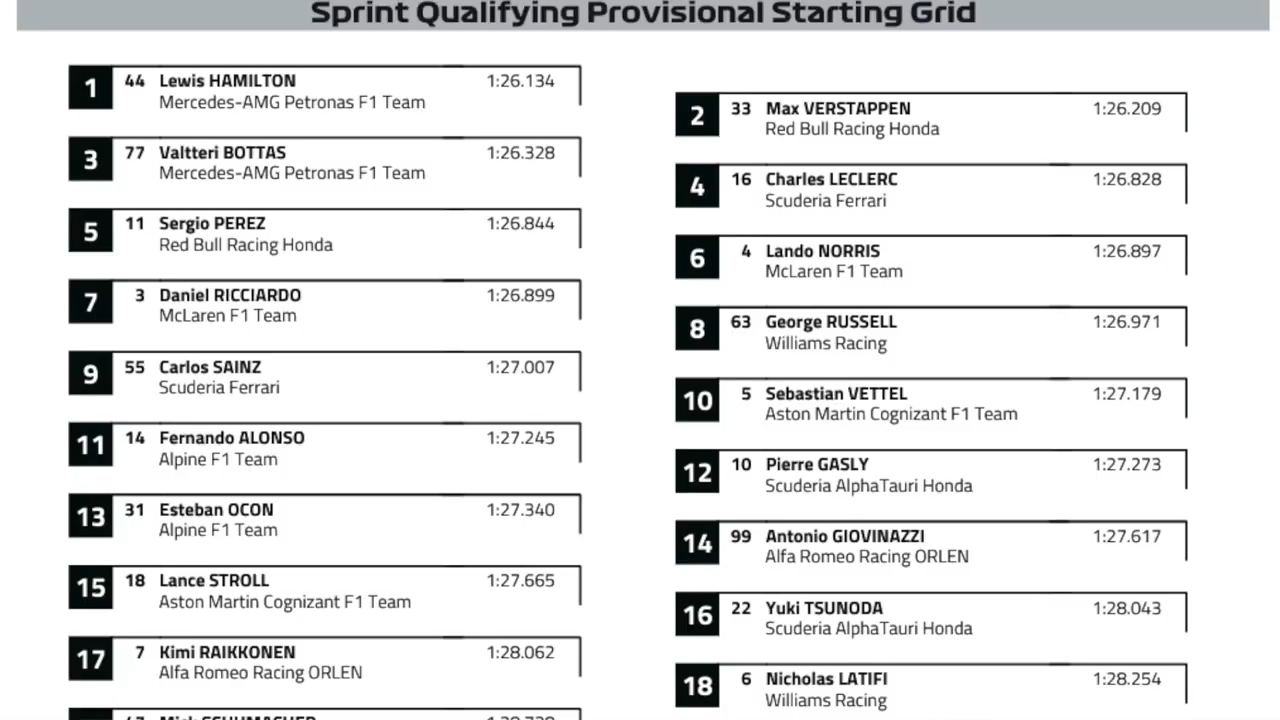 Sprint Qualifying Provisional Starting Grid
1 44 Lewis HAMILTON 1:26.134
Mercedes-AMG Petronas F1 Team
2 33 Max VERSTAPPEN 1:26.209
Red Bull Racing Honda
3 77 Valtteri BOTTAS 1:26.328
Mercedes-AMG Petronas F1 Team
4 16 Charles LECLERC 1:26.828
Scuderia Ferrari
5 11 Sergio PEREZ 1:26.844
Red Bull Racing Honda
6 4 Lando NORRIS 1:26.897
McLaren F1 Team
7 3 Daniel RICCIARDO 1:26.899
McLaren F1 Team
8 63 George RUSSELL 1:26.971
Williams Racing
9 55 Carlos SAINZ 1:27.007
Scuderia Ferrari
10 5 Sebastian VETTEL 1:27.179
Aston Martin Cognizant F1 Team
11 14 Fernando ALONSO 1:27.245
Alpine F1 Team
12 10 Pierre GASLY 1:27.273
Scuderia AlphaTauri Honda
13 31 Esteban OCON 1:27.340
Alpine F1 Team
14 99 Antonio GIOVINAZZI 1:27.617
Alfa Romeo Racing ORLEN
15 18 Lance STROLL 1:27.665
Aston Martin Cognizant F1 Team
16 22 Yuki TSUNODA 1:28.043
Scuderia AlphaTauri Honda
17 7 Kimi RAIKKONEN 1:28.062
Alfa Romeo Racing ORLEN
18 6 Nicholas LATIFI 1:28.254
Williams Racing
47 Mick SCHUMACHER